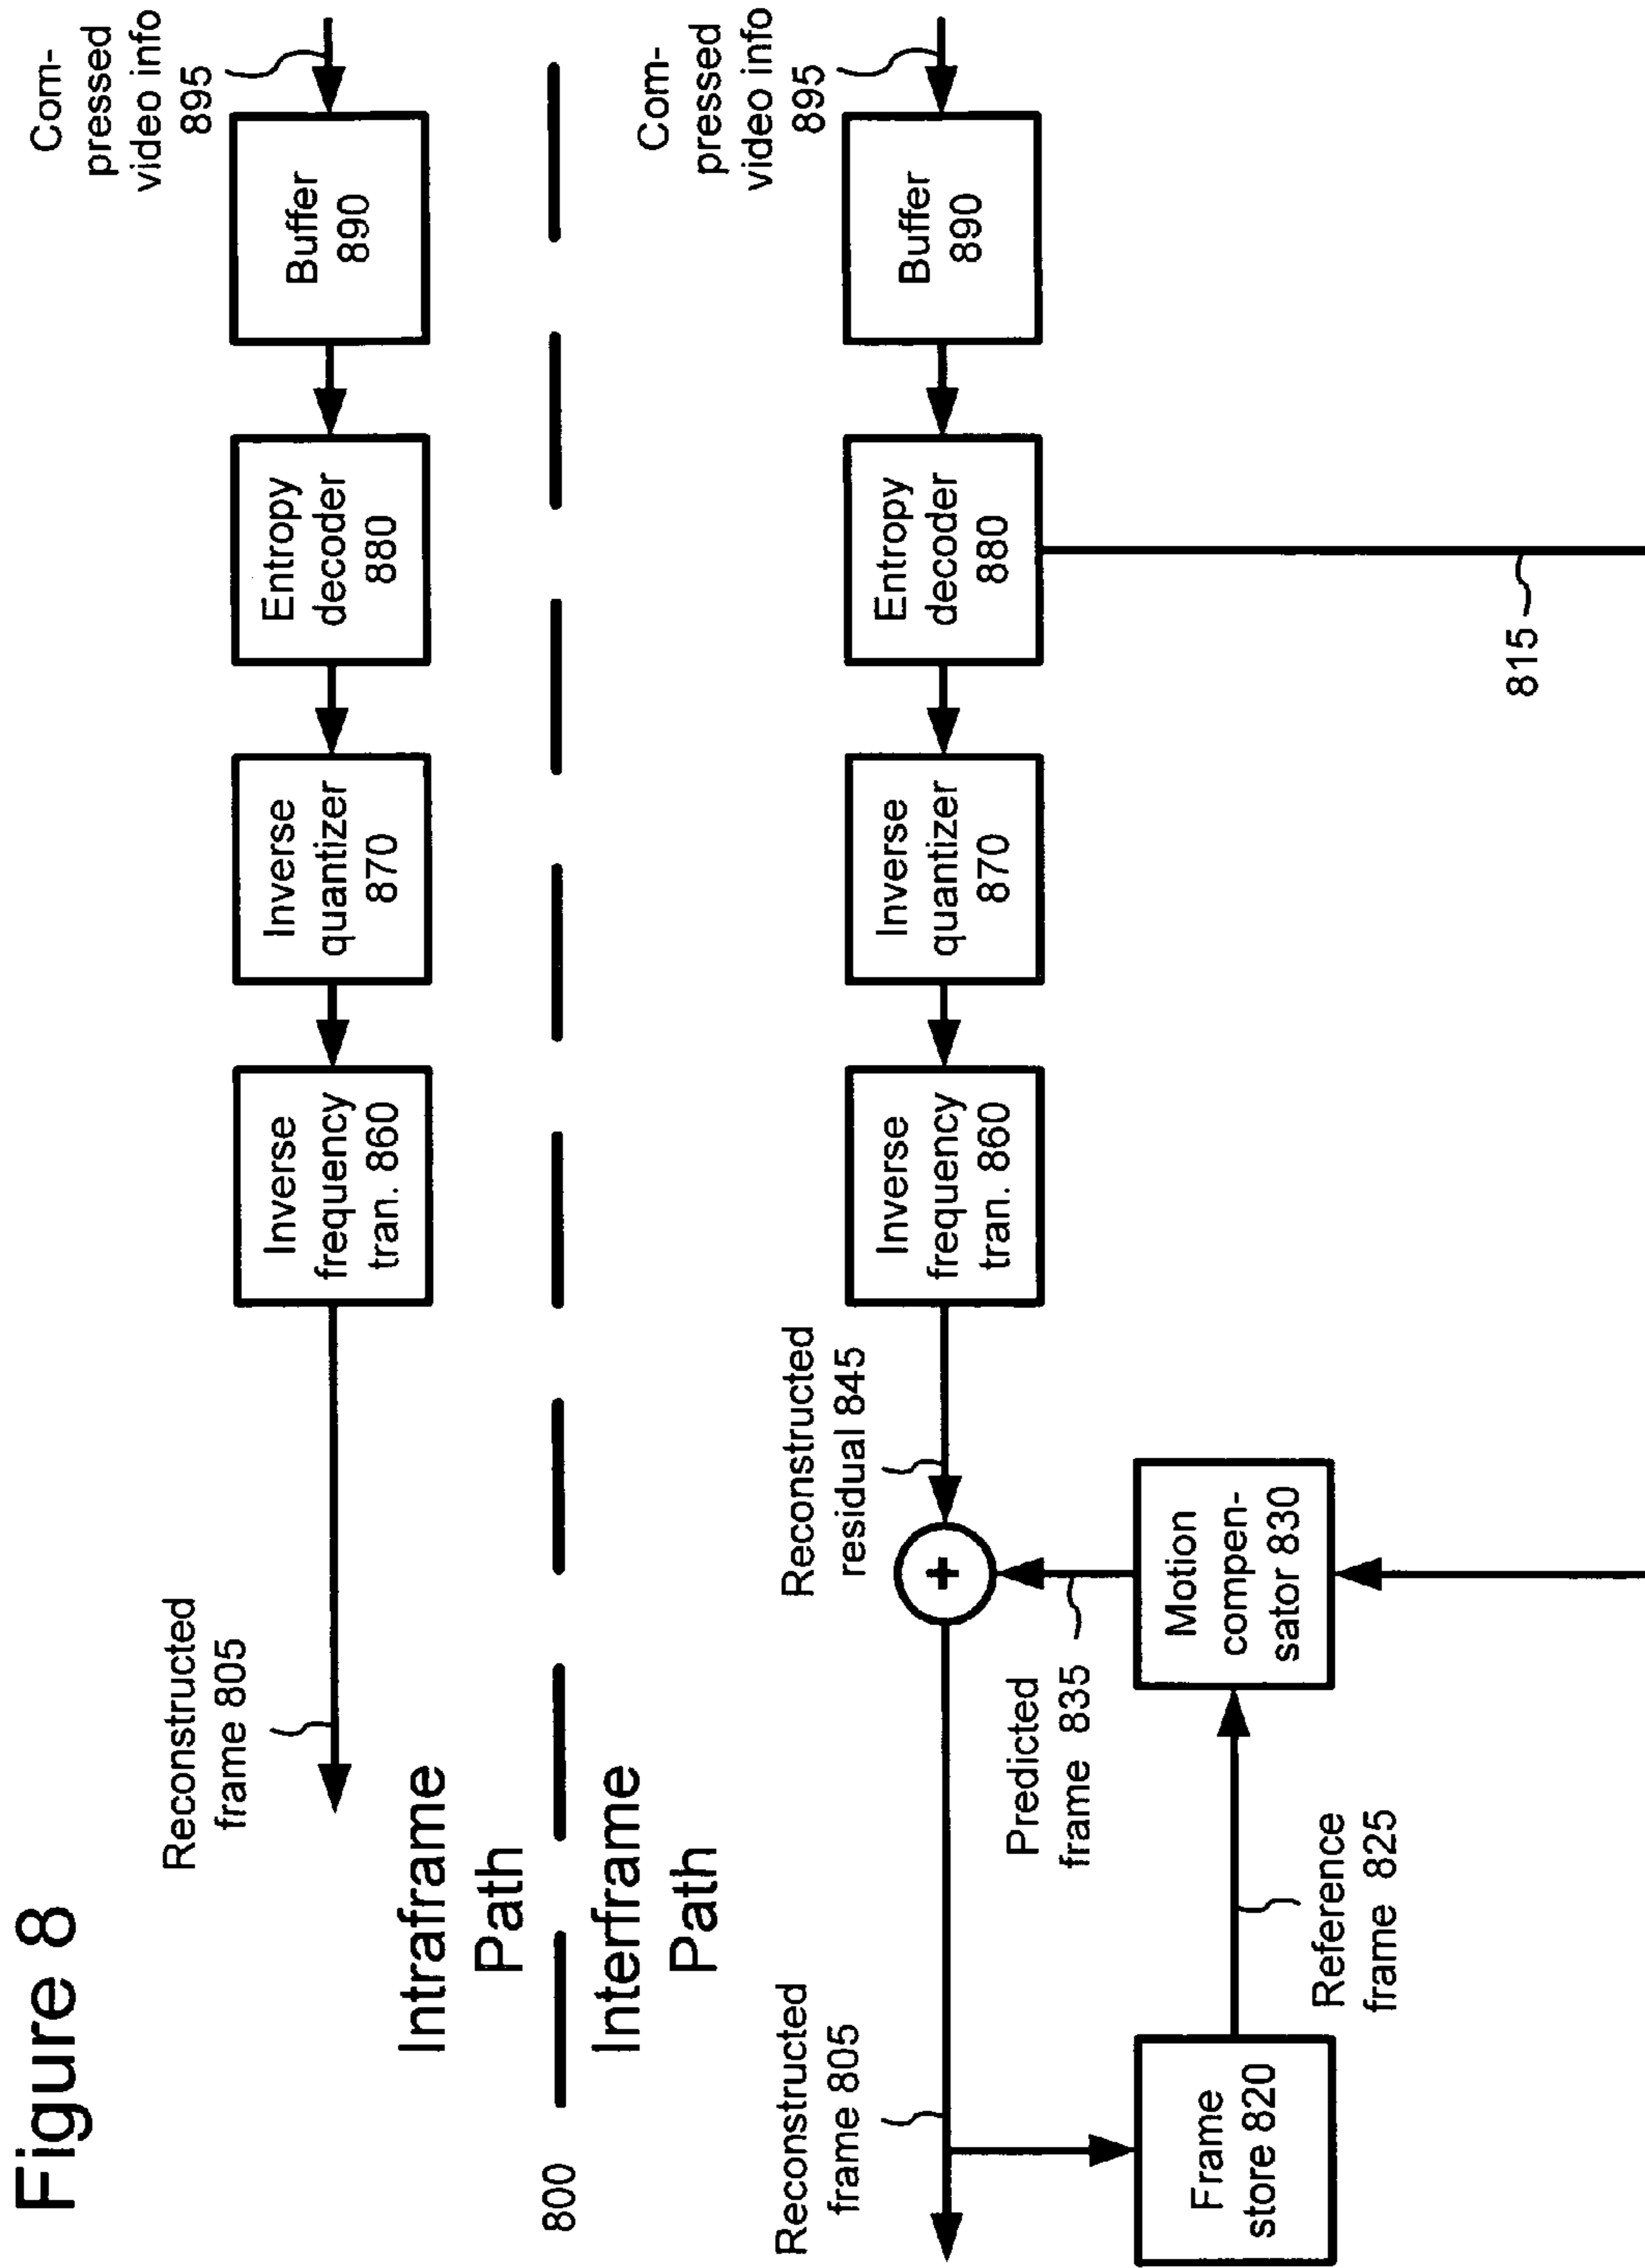 Figure 8
Reconstructed
frame 805
Inverse
frequency
tran. 860
Inverse
quantizer
870
Entropy
decoder
880
Buffer
890
Com-
pressed
video info
895
Intraframe
Path
800
Interframe
Path
Reconstructed
frame 805
Reconstructed
residual 845
Inverse
frequency
tran. 860
Inverse
quantizer
870
Entropy
decoder
880
Buffer
890
Com-
pressed
video info
895
+
Predicted
frame 835
Frame
store 820
Reference
frame 825
Motion
compen-
sator 830
815